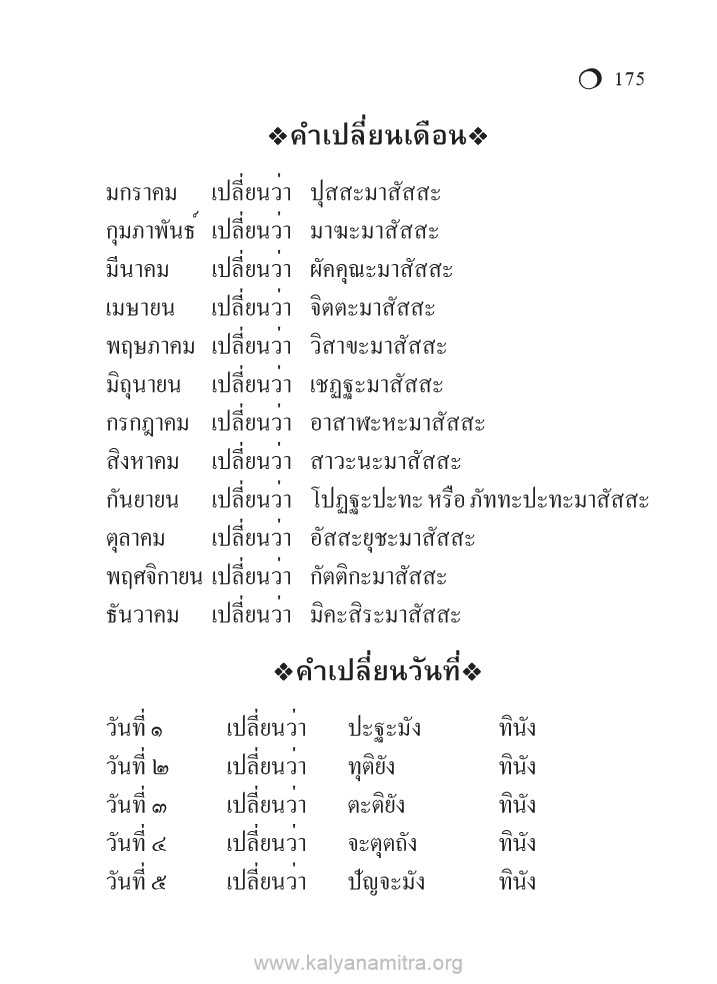 175
❖คำเปลี่ยนเดือน❖
มกราคม เปลี่ยนว่า ปุสสะมาสัสสะ
กุมภาพันธ์ เปลี่ยนว่า มาฆะมาสัสสะ
มีนาคม เปลี่ยนว่า ผัคคุณะมาสัสสะ
เมษายน เปลี่ยนว่า จิตตะมาสัสสะ
พฤษภาคม เปลี่ยนว่า วิสาขะมาสัสสะ
มิถุนายน เปลี่ยนว่า เชฏฐะมาสัสสะ
กรกฎาคม เปลี่ยนว่า อาสาฬะหะมาสัสสะ
สิงหาคม เปลี่ยนว่า สาวะนะมาสัสสะ
กันยายน เปลี่ยนว่า โปฏฐะปะทะ หรือ ภัททะปะทะมาสัสสะ
ตุลาคม เปลี่ยนว่า อัสสะยุชะมาสัสสะ
พฤศจิกายน เปลี่ยนว่า กัตติกะมาสัสสะ
ธันวาคม เปลี่ยนว่า มิคะสิระมาสัสสะ
❖คำเปลี่ยนวันที่❖
วันที่ ๑ เปลี่ยนว่า ปะฐะมัง ทินัง
วันที่ ๒ เปลี่ยนว่า ทุติยัง ทินัง
วันที่ ๓ เปลี่ยนว่า ตะติยัง ทินัง
วันที่ ๔ เปลี่ยนว่า จะตุตถัง ทินัง
วันที่ ๕ เปลี่ยนว่า ปัญจะมัง ทินัง
www.kalyanamitra.org